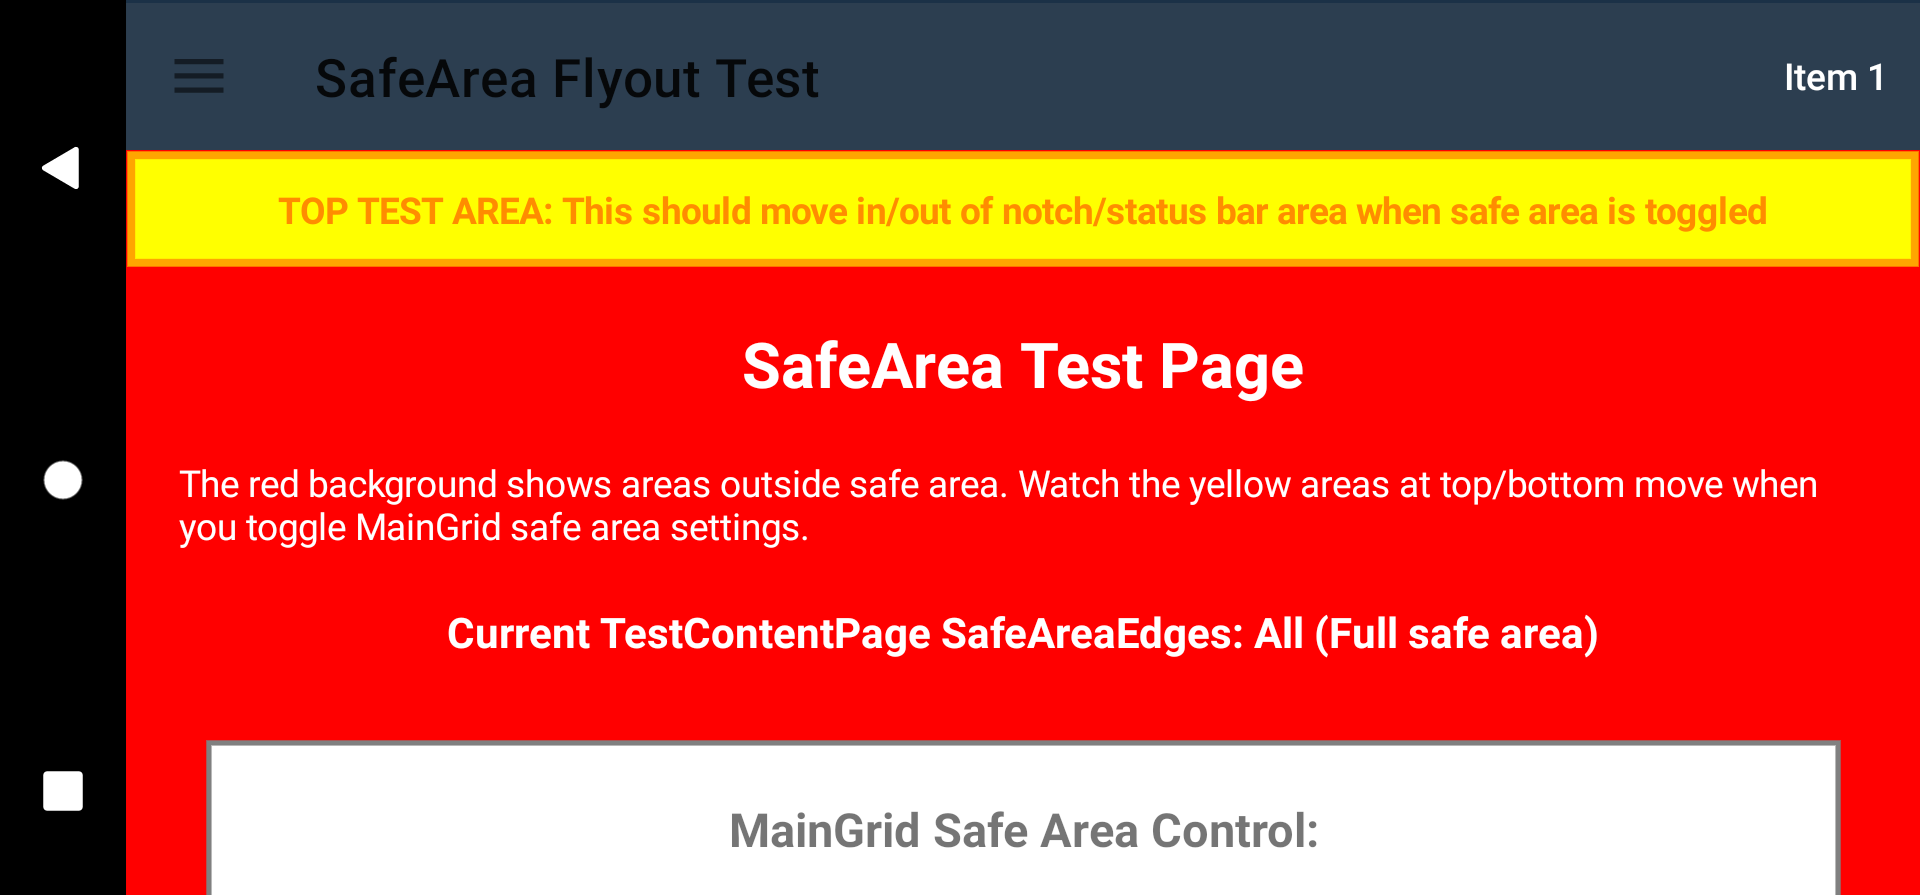 SafeArea Flyout Test
Item 1
TOP TEST AREA: This should move in/out of notch/status bar area when safe area is toggled
SafeArea Test Page
The red background shows areas outside safe area. Watch the yellow areas at top/bottom move when
you toggle MainGrid safe area settings.
Current TestContentPage SafeAreaEdges: All (Full safe area)
MainGrid Safe Area Control: